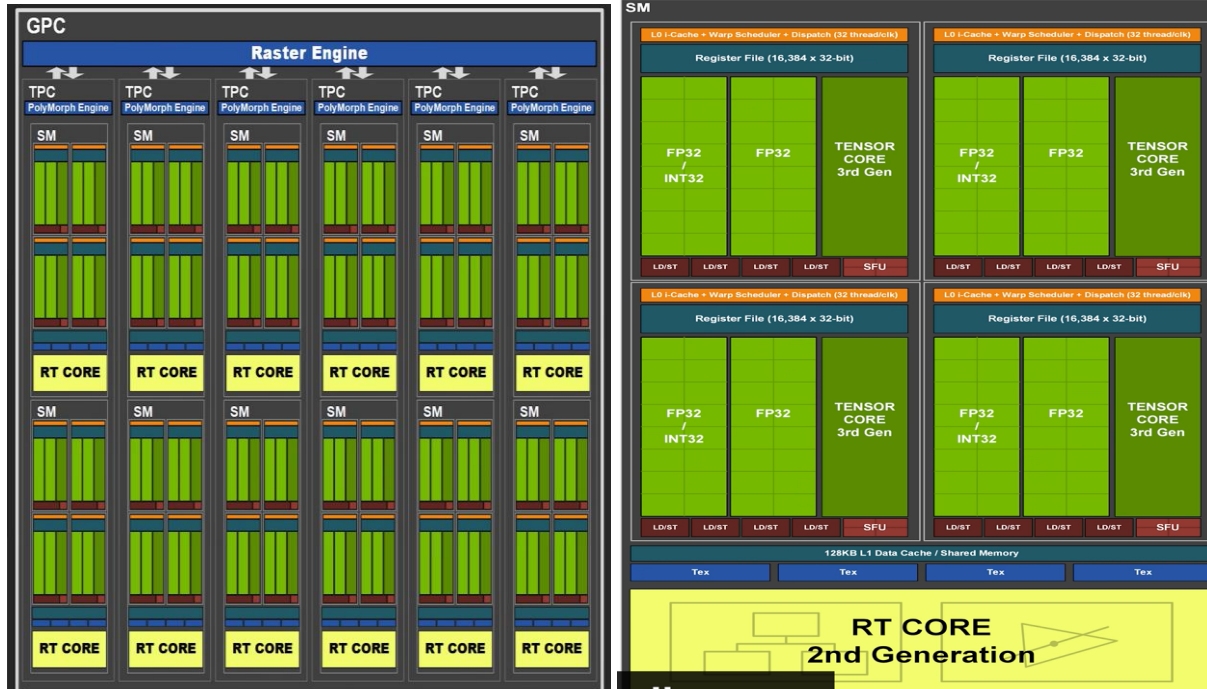 GPC
Raster Engine
TPC TPC TPC TPC TPC TPC
PolyMorph Engine PolyMorph Engine PolyMorph Engine PolyMorph Engine PolyMorph Engine PolyMorph Engine
SM SM SM SM SM SM
RT CORE RT CORE RT CORE RT CORE RT CORE RT CORE
SM SM SM SM SM SM
RT CORE RT CORE RT CORE RT CORE RT CORE RT CORE
SM
L0 i-Cache + Warp Scheduler + Dispatch (32 thread/clk) L0 i-Cache + Warp Scheduler + Dispatch (32 thread/clk)
Register File (16,384 x 32-bit) Register File (16,384 x 32-bit)
FP32 / INT32 FP32 TENSOR CORE 3rd Gen FP32 / INT32 FP32 TENSOR CORE 3rd Gen
LD/ST LD/ST LD/ST LD/ST SFU LD/ST LD/ST LD/ST LD/ST SFU
L0 i-Cache + Warp Scheduler + Dispatch (32 thread/clk) L0 i-Cache + Warp Scheduler + Dispatch (32 thread/clk)
Register File (16,384 x 32-bit) Register File (16,384 x 32-bit)
FP32 / INT32 FP32 TENSOR CORE 3rd Gen FP32 / INT32 FP32 TENSOR CORE 3rd Gen
LD/ST LD/ST LD/ST LD/ST SFU LD/ST LD/ST LD/ST LD/ST SFU
128KB L1 Data Cache / Shared Memory
Tex Tex Tex Tex
RT CORE
2nd Generation